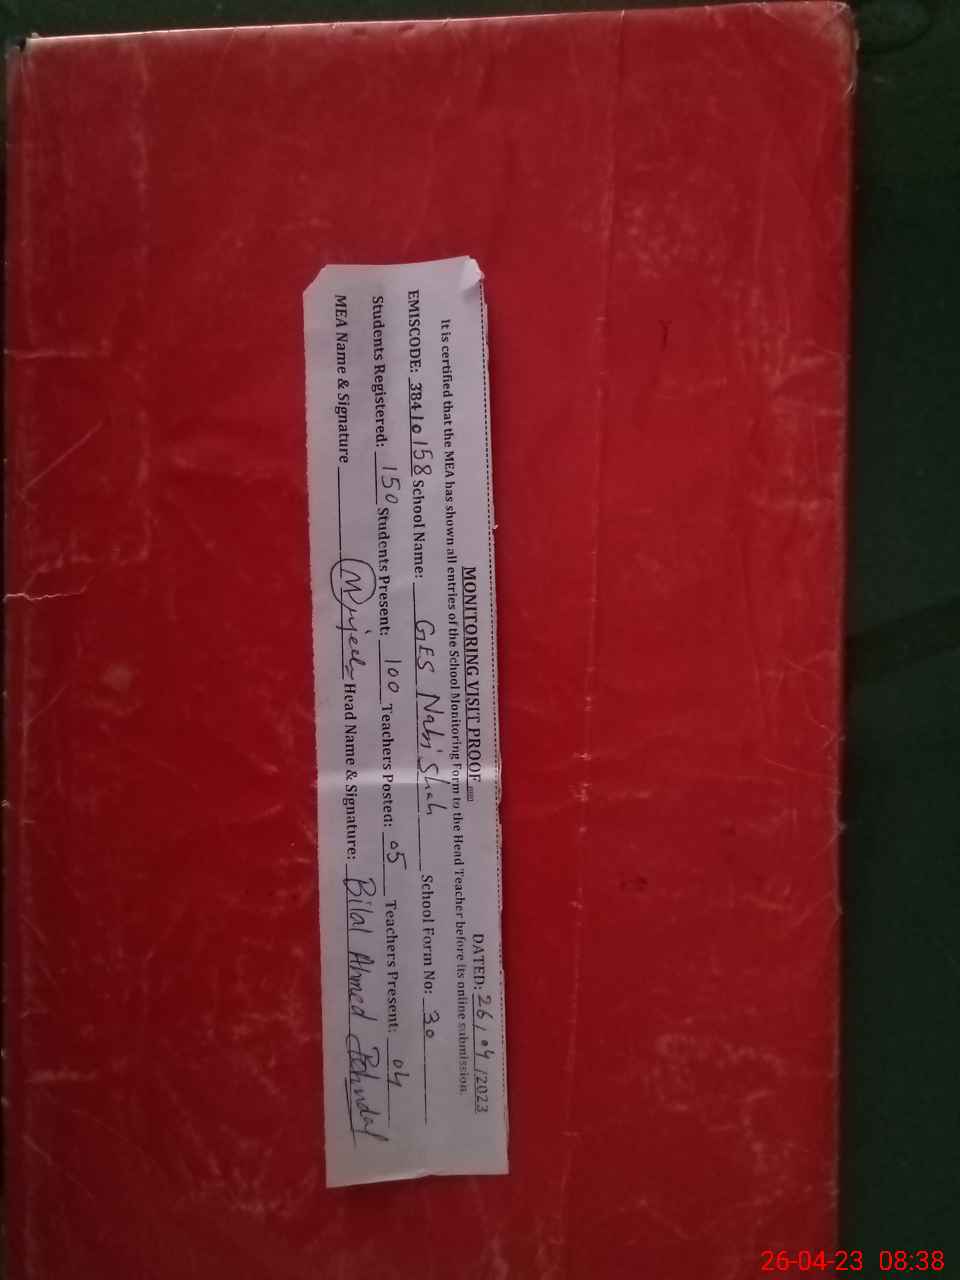 MONITORING VISIT PROOF
DATED: 26/04/2023
It is certified that the MEA has shown all entries of the School Monitoring Form to the Head Teacher before its online submission.
EMISCODE: 38410158 School Name: GES Nabi Shah School Form No: 30
Students Registered: 150 Students Present: 100 Teachers Posted: 05 Teachers Present: 04
MEA Name & Signature Head Name & Signature: Bilal Ahmed
26-04-23 08:38